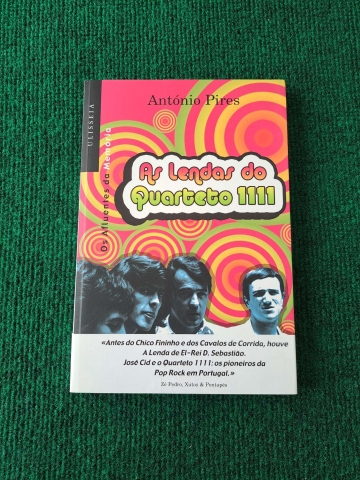 ULISSEIA
Os Afluentes da Memória
António Pires
As Lendas do
Quarteto 1111
«Antes do Chico Fininho e dos Cavalos de Corrida, houve
A Lenda de El-Rei D. Sebastião.
José Cid e o Quarteto 1111: os pioneiros da
Pop Rock em Portugal.»
Zé Pedro, Xutos & Pontapés